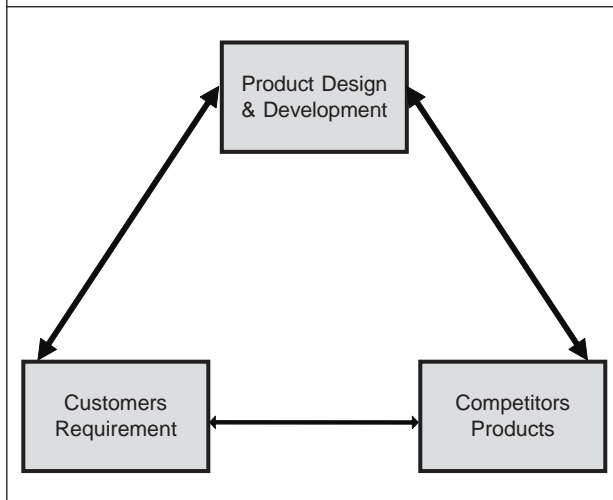 Product Design
& Development
Customers
Requirement
Competitors
Products